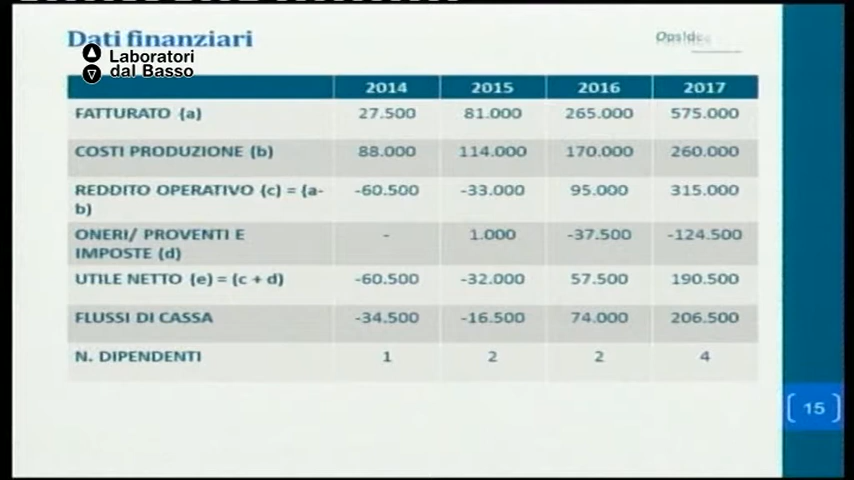 Dati finanziari
Laboratori
dal Basso
2014 2015 2016 2017
FATTURATO (a) 27.500 81.000 265.000 575.000
COSTI PRODUZIONE (b) 88.000 114.000 170.000 260.000
REDDITO OPERATIVO (c) = (a- -60.500 -33.000 95.000 315.000
b)
ONERI/ PROVENTI E - 1.000 -37.500 -124.500
IMPOSTE (d)
UTILE NETTO (e) = (c + d) -60.500 -32.000 57.500 190.500
FLUSSI DI CASSA -34.500 -16.500 74.000 206.500
N. DIPENDENTI 1 2 2 4
15